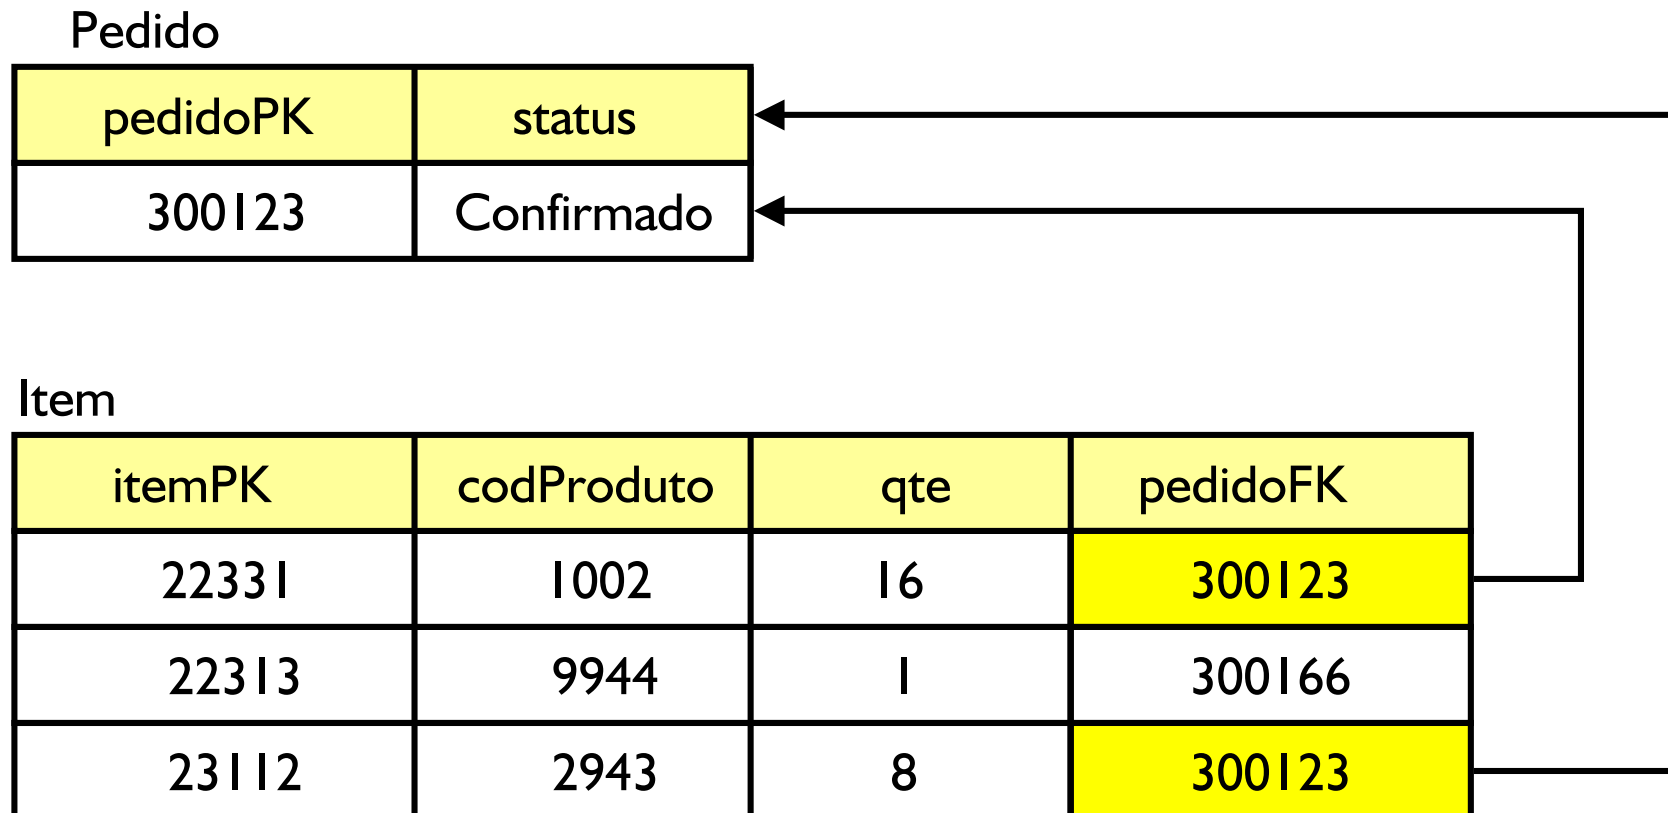 Pedido
pedidoPK status
300123 Confirmado
Item
itemPK codProduto qte pedidoFK
22331 1002 16 300123
22313 9944 1 300166
23112 2943 8 300123